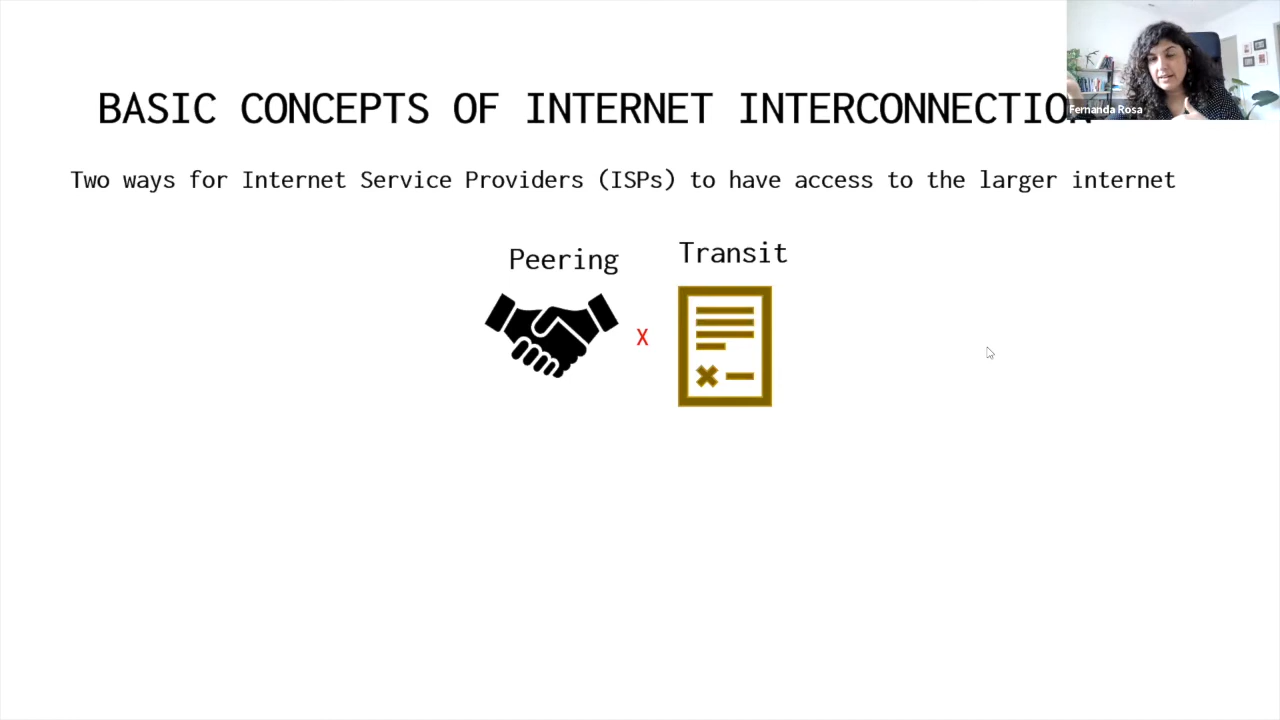 BASIC CONCEPTS OF INTERNET INTERCONNECTION
Fernanda Rosa
Two ways for Internet Service Providers (ISPs) to have access to the larger internet
Peering
Transit
X